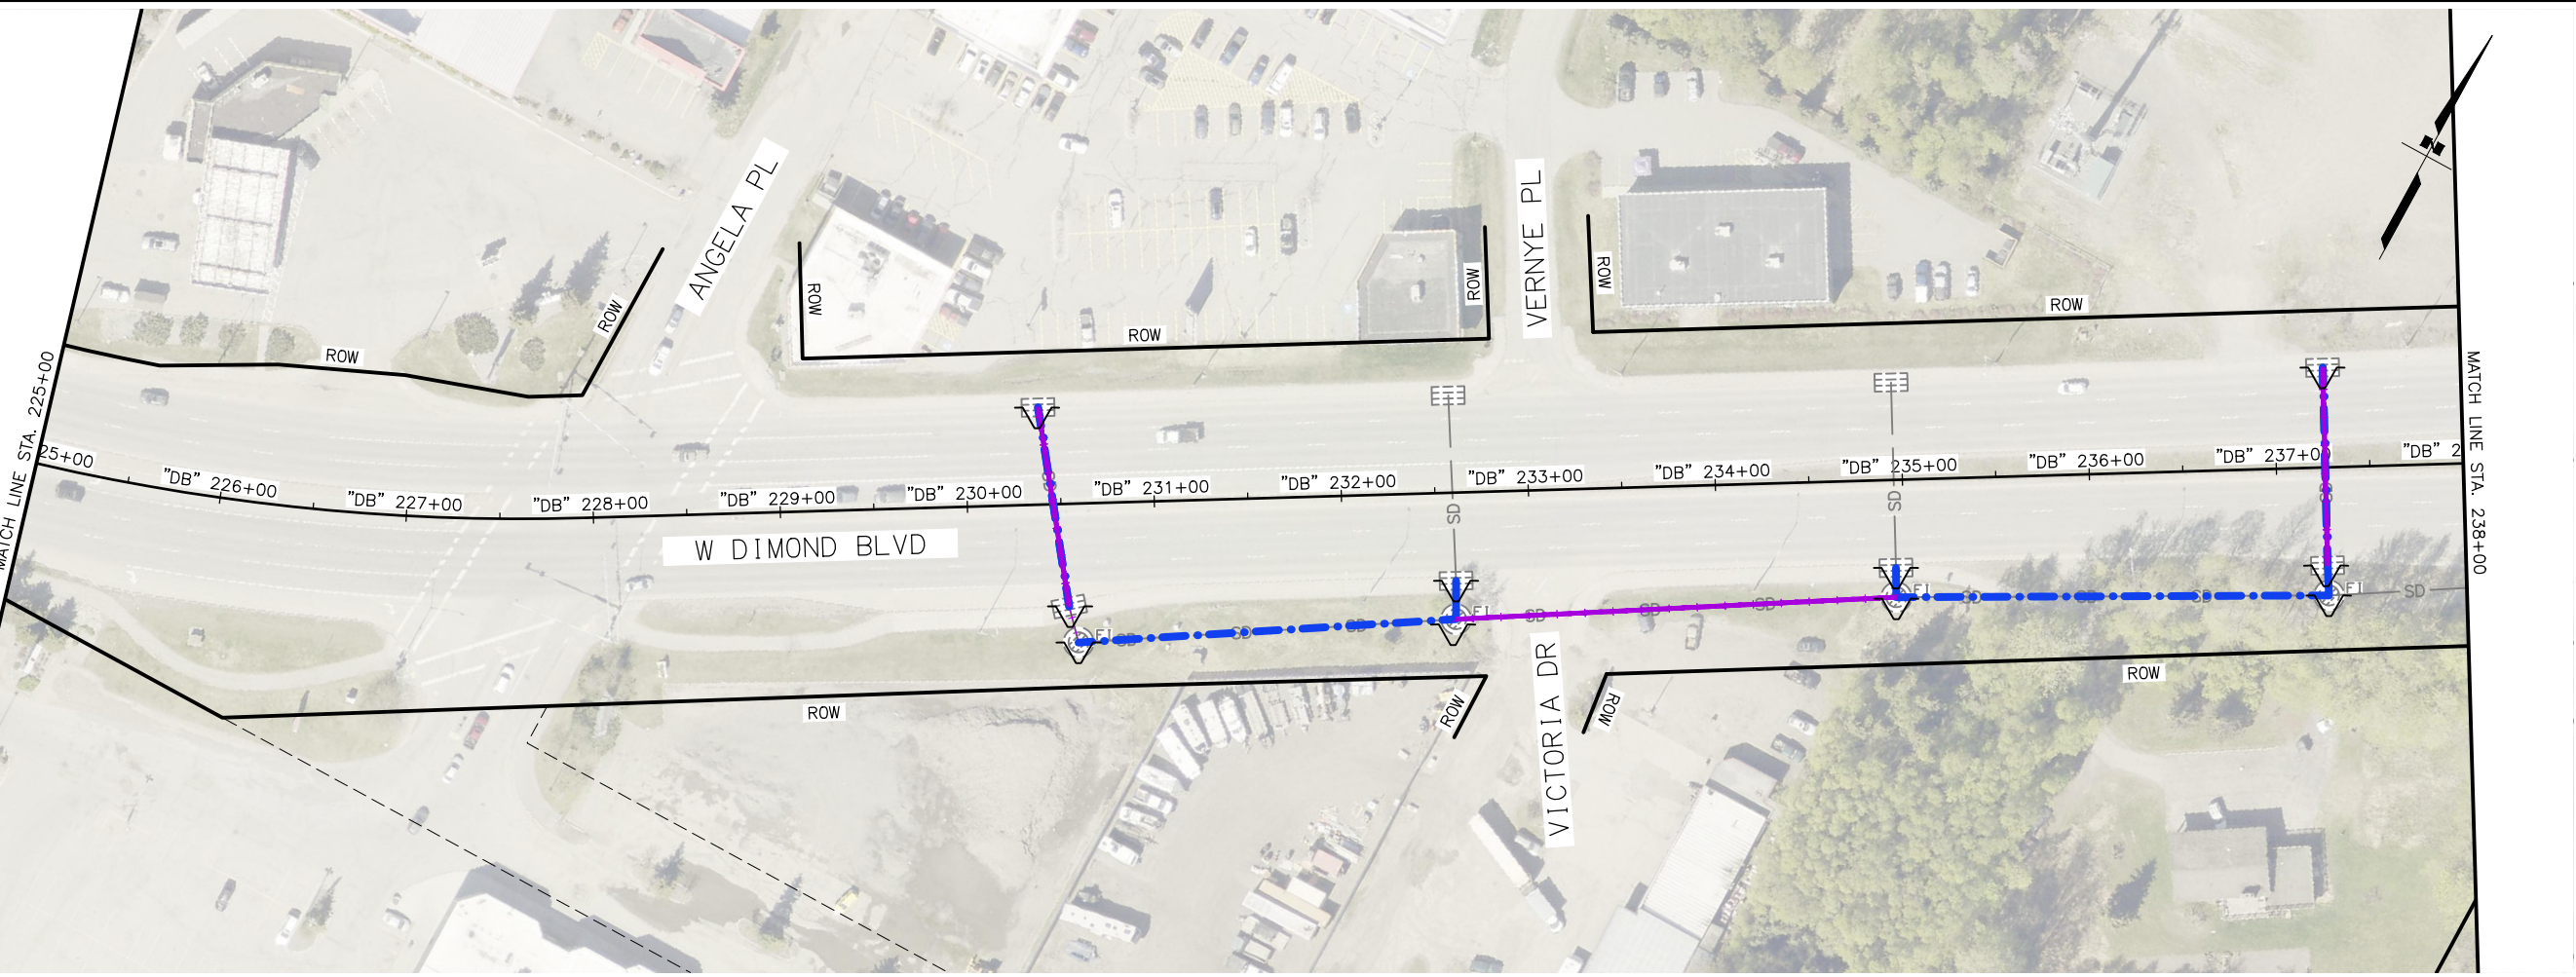 ANGELA PL
VERNYE PL
ROW
ROW
ROW
ROW
ROW
ROW
ROW
MATCH LINE STA. 225+00
MATCH LINE STA. 238+00
25+00
"DB" 226+00
"DB" 227+00
"DB" 228+00
"DB" 229+00
"DB" 230+00
"DB" 231+00
"DB" 232+00
"DB" 233+00
"DB" 234+00
"DB" 235+00
"DB" 236+00
"DB" 237+00
"DB" 2
SD
SD
SD
SD
W DIMOND BLVD
FI
SD
SD
SD
FI
SD
SD
SD
FI
SD
SD
SD
FI
SD
ROW
ROW
ROW
ROW
VICTORIA DR